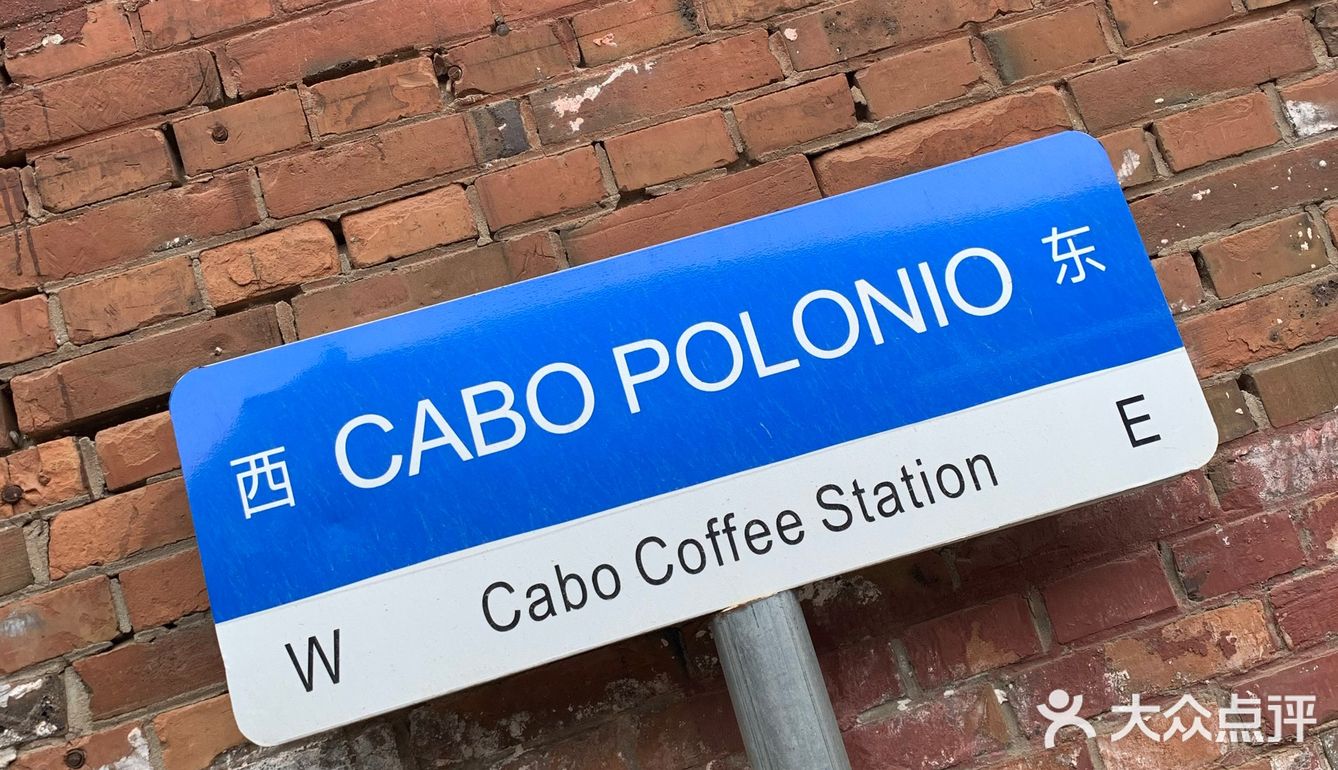 西 CABO POLONIO 东
W Cabo Coffee Station E
大众点评